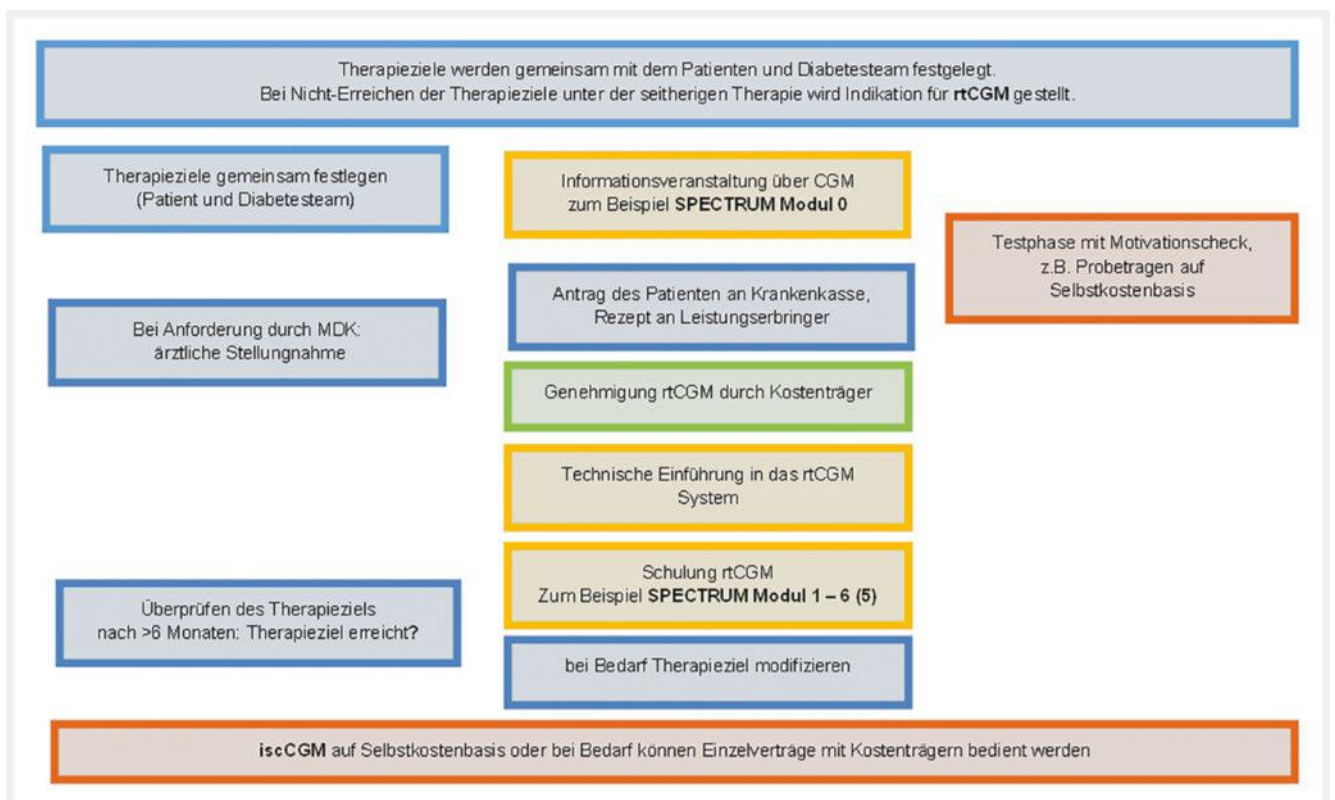 Therapieziele werden gemeinsam mit dem Patienten und Diabetesteam festgelegt.
Bei Nicht-Erreichen der Therapieziele unter der seitherigen Therapie wird Indikation für rtCGM gestellt.
Therapieziele gemeinsam festlegen
(Patient und Diabetesteam)
Informationsveranstaltung über CGM
zum Beispiel SPECTRUM Modul 0
Testphase mit Motivationscheck,
z.B. Probetragen auf
Selbstkostenbasis
Antrag des Patienten an Krankenkasse,
Rezept an Leistungserbringer
Bei Anforderung durch MDK:
ärztliche Stellungnahme
Genehmigung rtCGM durch Kostenträger
Technische Einführung in das rtCGM
System
Schulung rtCGM
Zum Beispiel SPECTRUM Modul 1 – 6 (5)
Überprüfen des Therapieziels
nach >6 Monaten: Therapieziel erreicht?
bei Bedarf Therapieziel modifizieren
iscCGM auf Selbstkostenbasis oder bei Bedarf können Einzelverträge mit Kostenträgern bedient werden